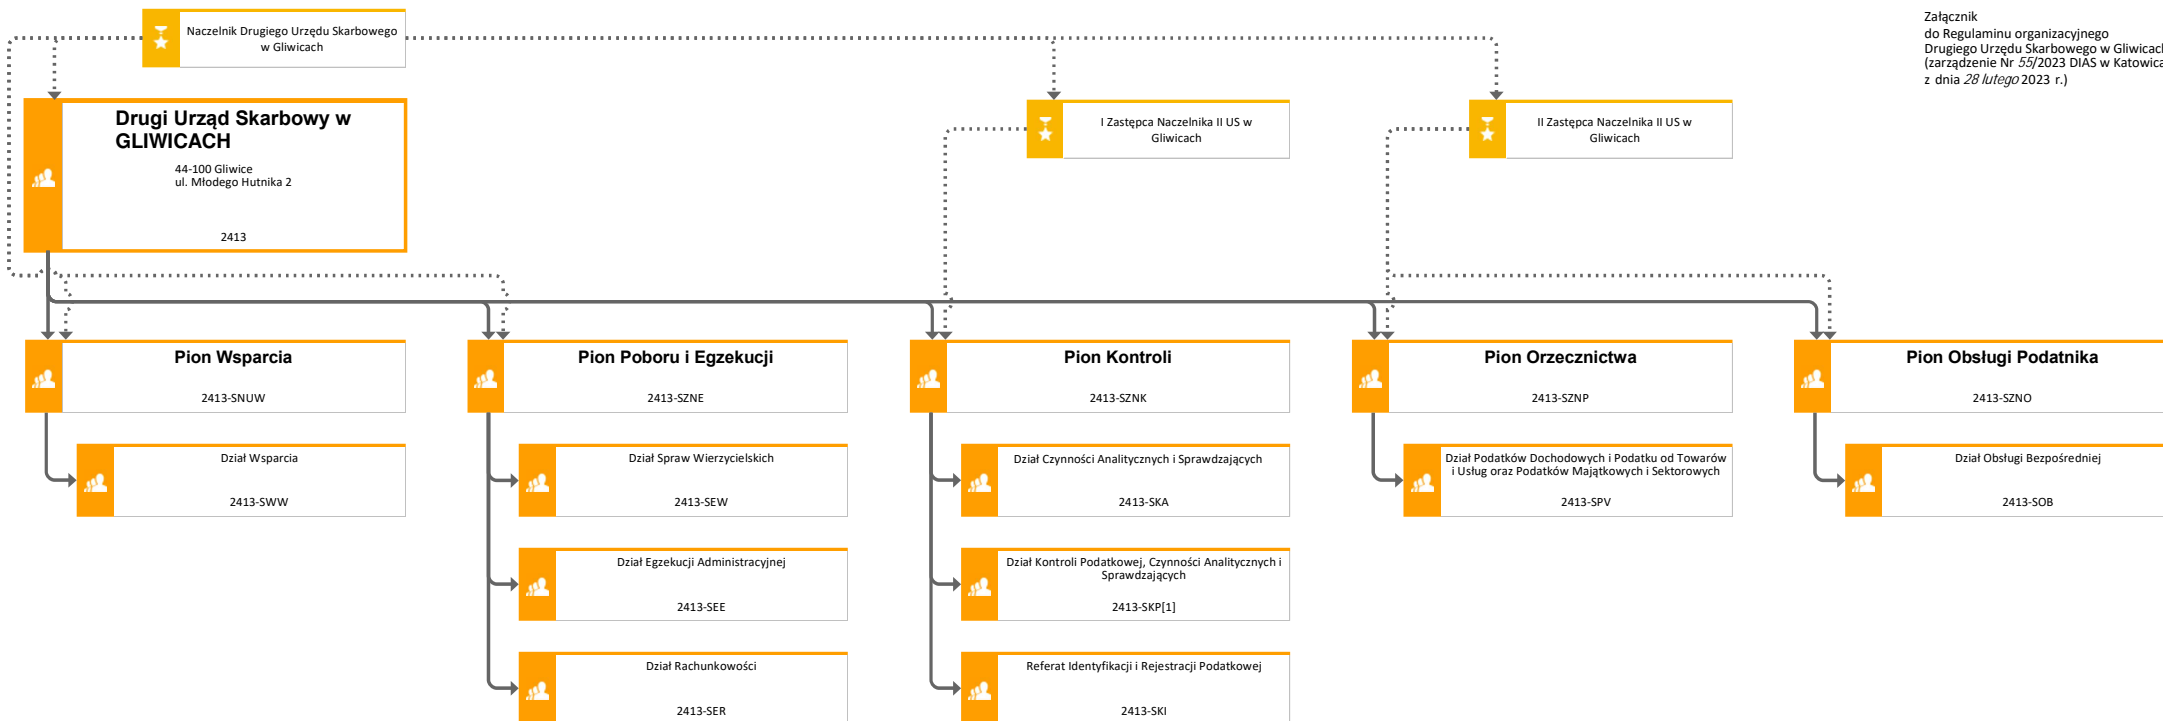 Naczelnik Drugiego Urzędu Skarbowego
w Gliwicach
Załącznik
do Regulaminu organizacyjnego
Drugiego Urzędu Skarbowego w Gliwicach
(zarządzenie Nr 55/2023 DIAS w Katowica
z dnia 28 lutego 2023 r.)
Drugi Urząd Skarbowy w
GLIWICACH
44-100 Gliwice
ul. Młodego Hutnika 2
2413
I Zastępca Naczelnika II US w
Gliwicach
II Zastępca Naczelnika II US w
Gliwicach
Pion Wsparcia
2413-SNUW
Pion Poboru i Egzekucji
2413-SZNE
Pion Kontroli
2413-SZNK
Pion Orzecznictwa
2413-SZNP
Pion Obsługi Podatnika
2413-SZNO
Dział Wsparcia
2413-SWW
Dział Spraw Wierzycielskich
2413-SEW
Dział Czynności Analitycznych i Sprawdzających
2413-SKA
Dział Podatków Dochodowych i Podatku od Towarów
i Usług oraz Podatków Majątkowych i Sektorowych
2413-SPV
Dział Obsługi Bezpośredniej
2413-SOB
Dział Egzekucji Administracyjnej
2413-SEE
Dział Kontroli Podatkowej, Czynności Analitycznych i
Sprawdzających
2413-SKP[1]
Dział Rachunkowości
2413-SER
Referat Identyfikacji i Rejestracji Podatkowej
2413-SKI